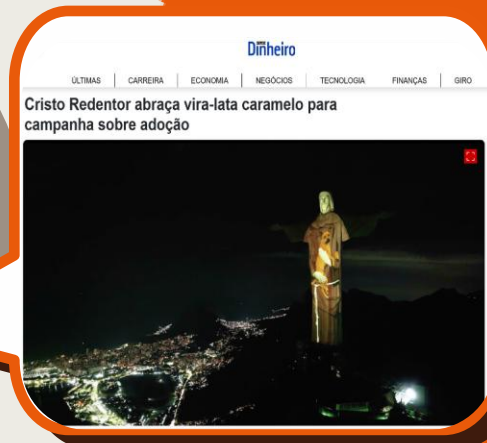 Dinheiro
ÚLTIMAS CARREIRA ECONOMIA NEGÓCIOS TECNOLOGIA FINANÇAS GIRO
Cristo Redentor abraça vira-lata caramelo para
campanha sobre adoção